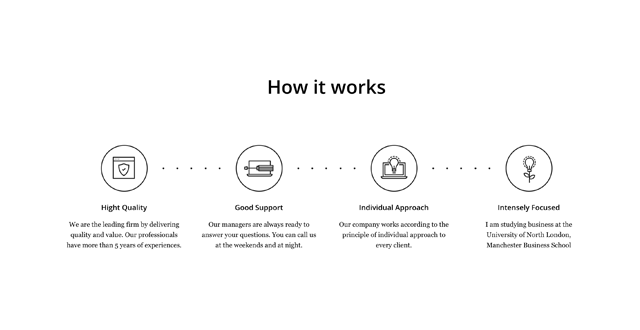 How it works
Hight Quality
We are the leading firm by delivering
quality and value. Our professionals
have more than 5 years of experiences.
Good Support
Our managers are always ready to
answer your questions. You can call us
at the weekends and at night.
Individual Approach
Our company works according to the
principle of individual approach to
every client.
Intensely Focused
I am studying business at the
University of North London,
Manchester Business School